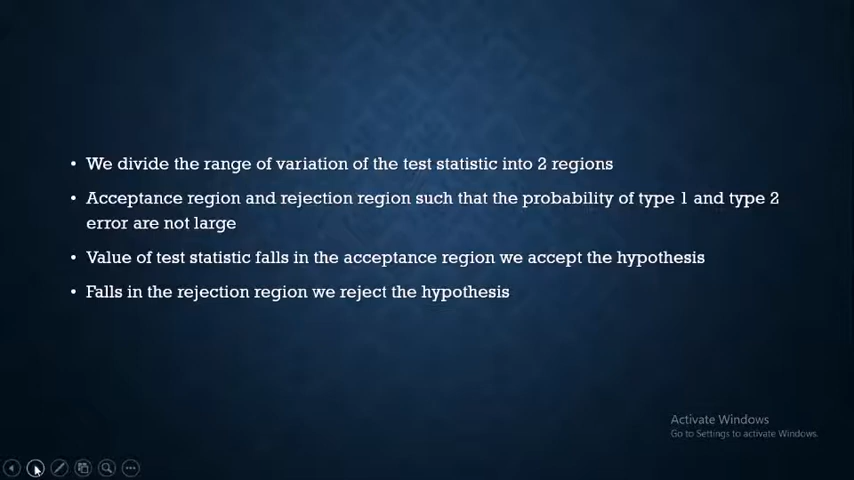 • We divide the range of variation of the test statistic into 2 regions
• Acceptance region and rejection region such that the probability of type 1 and type 2
error are not large
• Value of test statistic falls in the acceptance region we accept the hypothesis
• Falls in the rejection region we reject the hypothesis
Activate Windows
Go to Settings to activate Windows.